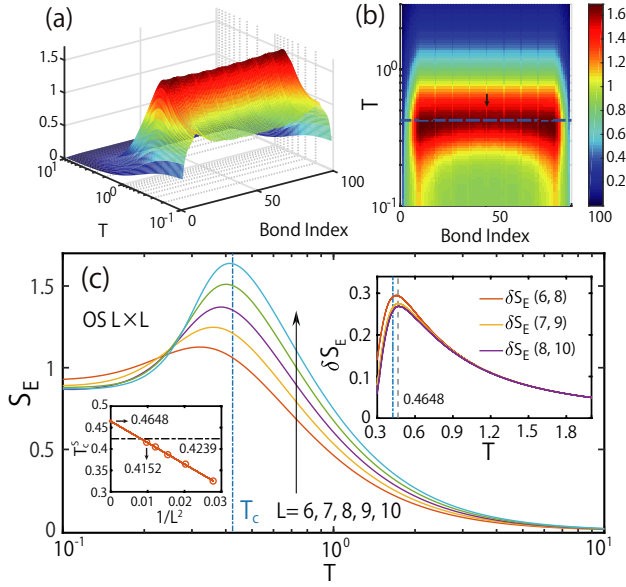 (a)
1.5
1
0.5
0
10¹
10⁰
10⁻¹
T
0
50
100
Bond Index
(b)
10⁰
10⁻¹
T
0
50
100
Bond Index
1.6
1.4
1.2
1
0.8
0.6
0.4
0.2
(c)
OS L×L
S_E
1.5
1
0.5
0
10⁻¹
10⁰
10¹
T
T_c
L= 6, 7, 8, 9, 10
T_c^S
0.5
0.45
0.4
0.35
0.3
0
0.01
0.02
0.03
1/L²
0.4648
0.4239
0.4152
δS_E
0.3
0.2
0.1
0
0.3
0.6
0.9
1.2
1.8
T
δS_E (6, 8)
δS_E (7, 9)
δS_E (8, 10)
0.4648